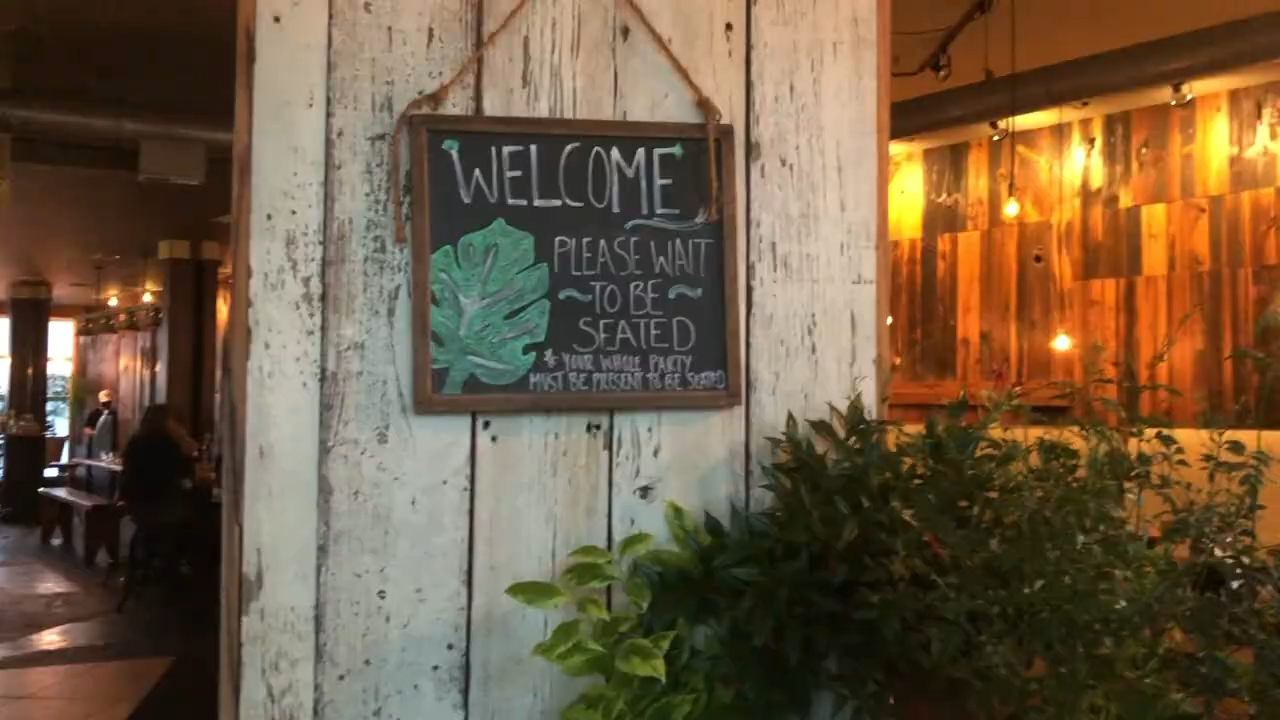 WELCOME
PLEASE WAIT
~TO BE~
SEATED
* YOUR WHOLE PARTY
MUST BE PRESENT TO BE SEATED